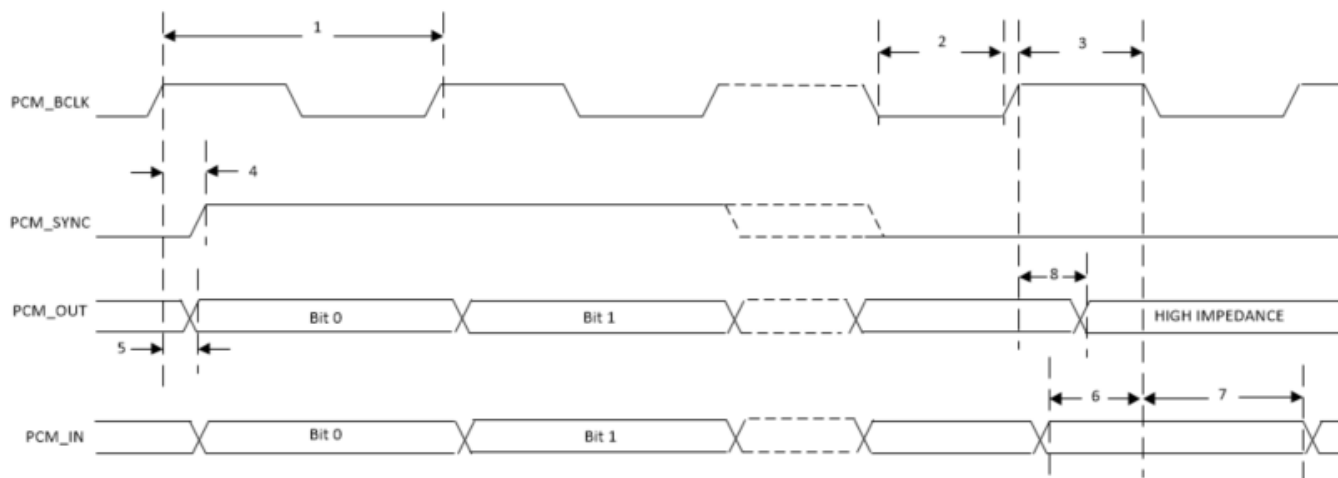 1
2
3
PCM_BCLK
4
PCM_SYNC
8
PCM_OUT
Bit 0
Bit 1
HIGH IMPEDANCE
5
6
7
PCM_IN
Bit 0
Bit 1